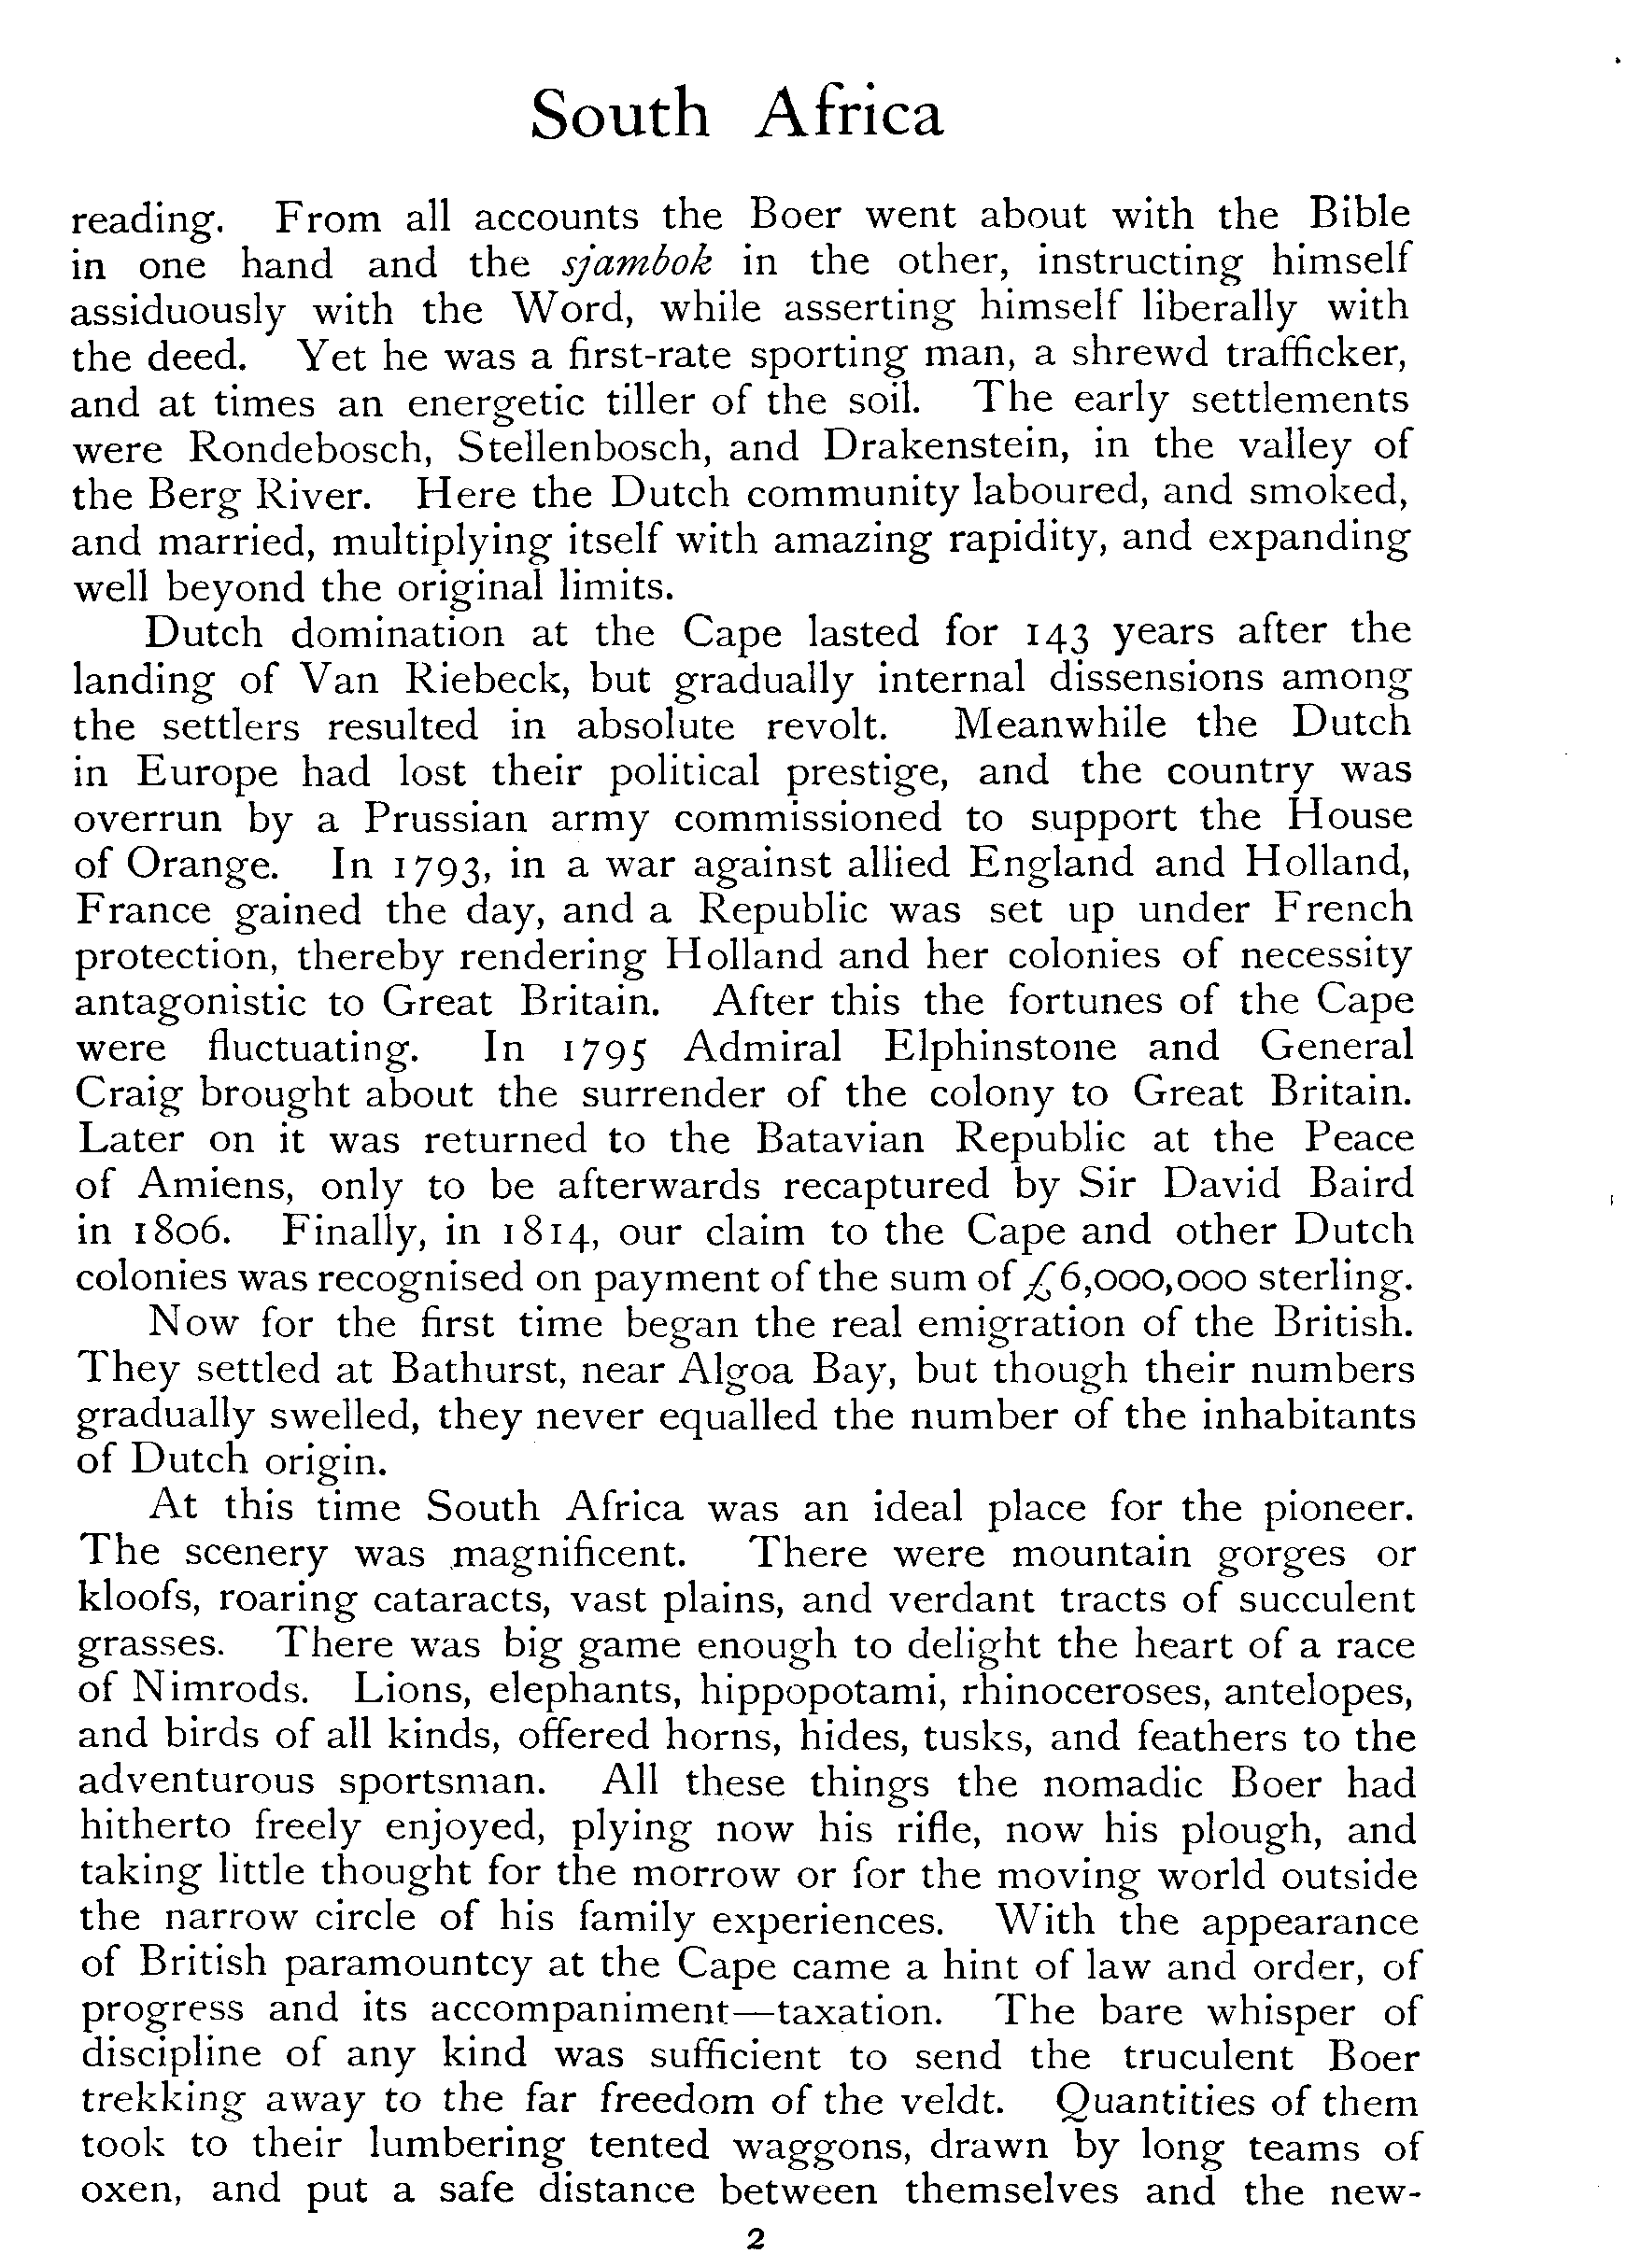 South Africa
reading. From all accounts the Boer went about with the Bible
in one hand and the sjambok in the other, instructing himself
assiduously with the Word, while asserting himself liberally with
the deed. Yet he was a first-rate sporting man, a shrewd trafficker,
and at times an energetic tiller of the soil. The early settlements
were Rondebosch, Stellenbosch, and Drakenstein, in the valley of
the Berg River. Here the Dutch community laboured, and smoked,
and married, multiplying itself with amazing rapidity, and expanding
well beyond the original limits.
Dutch domination at the Cape lasted for 143 years after the
landing of Van Riebeck, but gradually internal dissensions among
the settlers resulted in absolute revolt. Meanwhile the Dutch
in Europe had lost their political prestige, and the country was
overrun by a Prussian army commissioned to support the House
of Orange. In 1793, in a war against allied England and Holland,
France gained the day, and a Republic was set up under French
protection, thereby rendering Holland and her colonies of necessity
antagonistic to Great Britain. After this the fortunes of the Cape
were fluctuating. In 1795 Admiral Elphinstone and General
Craig brought about the surrender of the colony to Great Britain.
Later on it was returned to the Batavian Republic at the Peace
of Amiens, only to be afterwards recaptured by Sir David Baird
in 1806. Finally, in 1814, our claim to the Cape and other Dutch
colonies was recognised on payment of the sum of £6,000,000 sterling.
Now for the first time began the real emigration of the British.
They settled at Bathurst, near Algoa Bay, but though their numbers
gradually swelled, they never equalled the number of the inhabitants
of Dutch origin.
At this time South Africa was an ideal place for the pioneer.
The scenery was magnificent. There were mountain gorges or
kloofs, roaring cataracts, vast plains, and verdant tracts of succulent
grasses. There was big game enough to delight the heart of a race
of Nimrods. Lions, elephants, hippopotami, rhinoceroses, antelopes,
and birds of all kinds, offered horns, hides, tusks, and feathers to the
adventurous sportsman. All these things the nomadic Boer had
hitherto freely enjoyed, plying now his rifle, now his plough, and
taking little thought for the morrow or for the moving world outside
the narrow circle of his family experiences. With the appearance
of British paramountcy at the Cape came a hint of law and order, of
progress and its accompaniment—taxation. The bare whisper of
discipline of any kind was sufficient to send the truculent Boer
trekking away to the far freedom of the veldt. Quantities of them
took to their lumbering tented waggons, drawn by long teams of
oxen, and put a safe distance between themselves and the new-
2